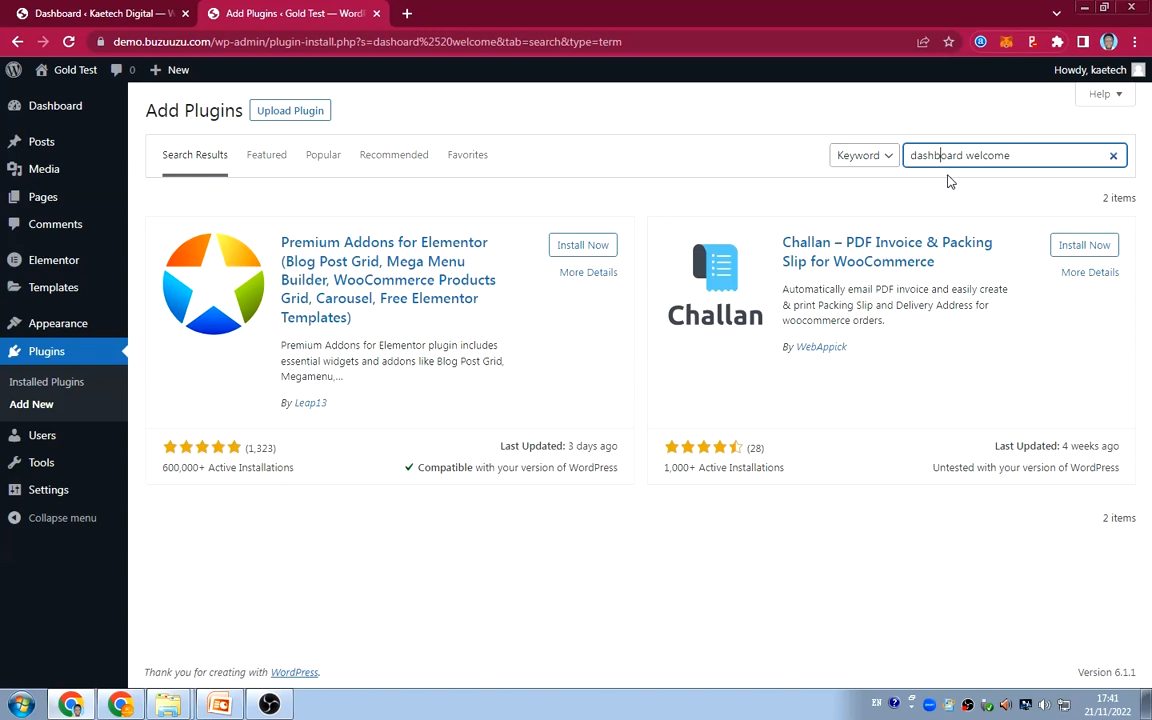 Dashboard < Kaetech Digital — W
Add Plugins < Gold Test — WordP
demo.buzuuzu.com/wp-admin/plugin-install.php?s=dashoard%2520welcome&tab=search&type=term
Gold Test
0
New
Howdy, kaetech
Dashboard
Posts
Media
Pages
Comments
Elementor
Templates
Appearance
Plugins
Installed Plugins
Add New
Users
Tools
Settings
Collapse menu
Help
Add Plugins
Upload Plugin
Search Results
Featured
Popular
Recommended
Favorites
Keyword
dashboard welcome
2 items
Premium Addons for Elementor
(Blog Post Grid, Mega Menu
Builder, WooCommerce Products
Grid, Carousel, Free Elementor
Templates)
Install Now
More Details
Premium Addons for Elementor plugin includes
essential widgets and addons like Blog Post Grid,
Megamenu,...
By Leap13
(1,323)
600,000+ Active Installations
Last Updated: 3 days ago
Compatible with your version of WordPress
Challan
Challan – PDF Invoice & Packing
Slip for WooCommerce
Install Now
More Details
Automatically email PDF invoice and easily create
& print Packing Slip and Delivery Address for
woocommerce orders.
By WebAppick
(28)
1,000+ Active Installations
Last Updated: 4 weeks ago
Untested with your version of WordPress
2 items
Thank you for creating with WordPress.
Version 6.1.1
EN
17:41
21/11/2022